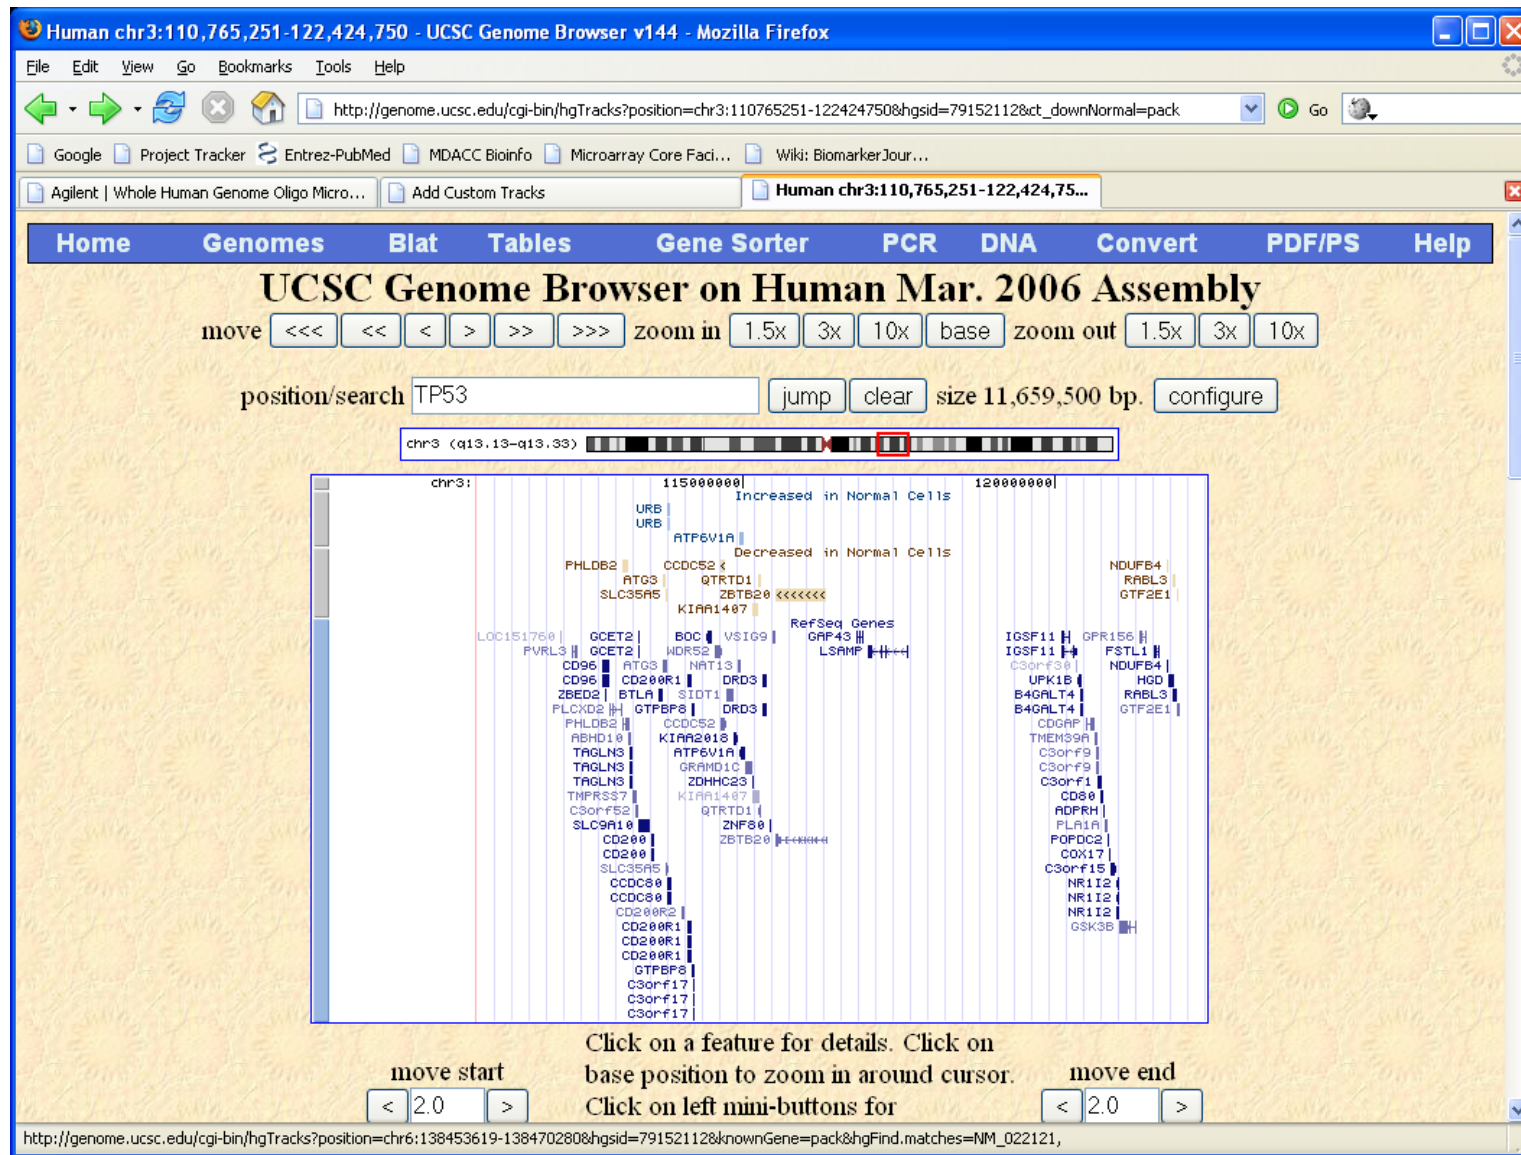 Human chr3:110,765,251-122,424,750 - UCSC Genome Browser v144 - Mozilla Firefox
File Edit View Go Bookmarks Tools Help
http://genome.ucsc.edu/cgi-bin/hgTracks?position=chr3:110765251-122424750&hgsid=79152112&ct_downNormal=pack Go
Google Project Tracker Entrez-PubMed MDACC Bioinfo Microarray Core Faci... Wiki: BiomarkerJour...
Agilent | Whole Human Genome Oligo Micro... Add Custom Tracks Human chr3:110,765,251-122,424,75...
Home Genomes Blat Tables Gene Sorter PCR DNA Convert PDF/PS Help
UCSC Genome Browser on Human Mar. 2006 Assembly
move <<< << < > >> >>> zoom in 1.5x 3x 10x base zoom out 1.5x 3x 10x
position/search TP53 jump clear size 11,659,500 bp. configure
chr3 (q13.13-q13.33)
chr3: 115000000| 120000000|
Increased in Normal Cells
URB
URB
ATP6V1A
Decreased in Normal Cells
PHLDB2 CCDC52 NDUFB4
ATG3 QTRTD1 RABL3
SLC35A5 ZBTB20 GTF2E1
KIAA1407
RefSeq Genes
LOC151760 GCET2 BOC VSIG9 GAP43 IGSF11 GPR156
PVRL3 GCET2 WDR52 LSAMP IGSF11 FSTL1
CD96 ATG3 NAT13 C3orf30 NDUFB4
CD96 CD200R1 DRD3 UPK1B HGD
ZBED2 BTLA SIDT1 B4GALT4 RABL3
PLCXD2 GTPBP8 DRD3 B4GALT4 GTF2E1
PHLDB2 CCDC52 CDGAP
ABHD10 KIAA2018 TMEM39A
TAGLN3 ATP6V1A C3orf9
TAGLN3 GRAMD1C C3orf9
TAGLN3 ZDHHC23 C3orf1
TMPRSS7 KIAA1407 CD80
C3orf52 QTRTD1 ADPRH
SLC9A10 ZNF80 PLA1A
CD200 ZBTB20 POPDC2
CD200 COX17
SLC35A5 C3orf15
CCDC80 NR1I2
CCDC80 NR1I2
CD200R2 NR1I2
CD200R1 GSK3B
CD200R1
CD200R1
GTPBP8
C3orf17
C3orf17
C3orf17
Click on a feature for details. Click on
move start base position to zoom in around cursor. move end
< 2.0 > Click on left mini-buttons for < 2.0 >
http://genome.ucsc.edu/cgi-bin/hgTracks?position=chr6:138453619-138470280&hgsid=79152112&knownGene=pack&hgFind.matches=NM_022121,